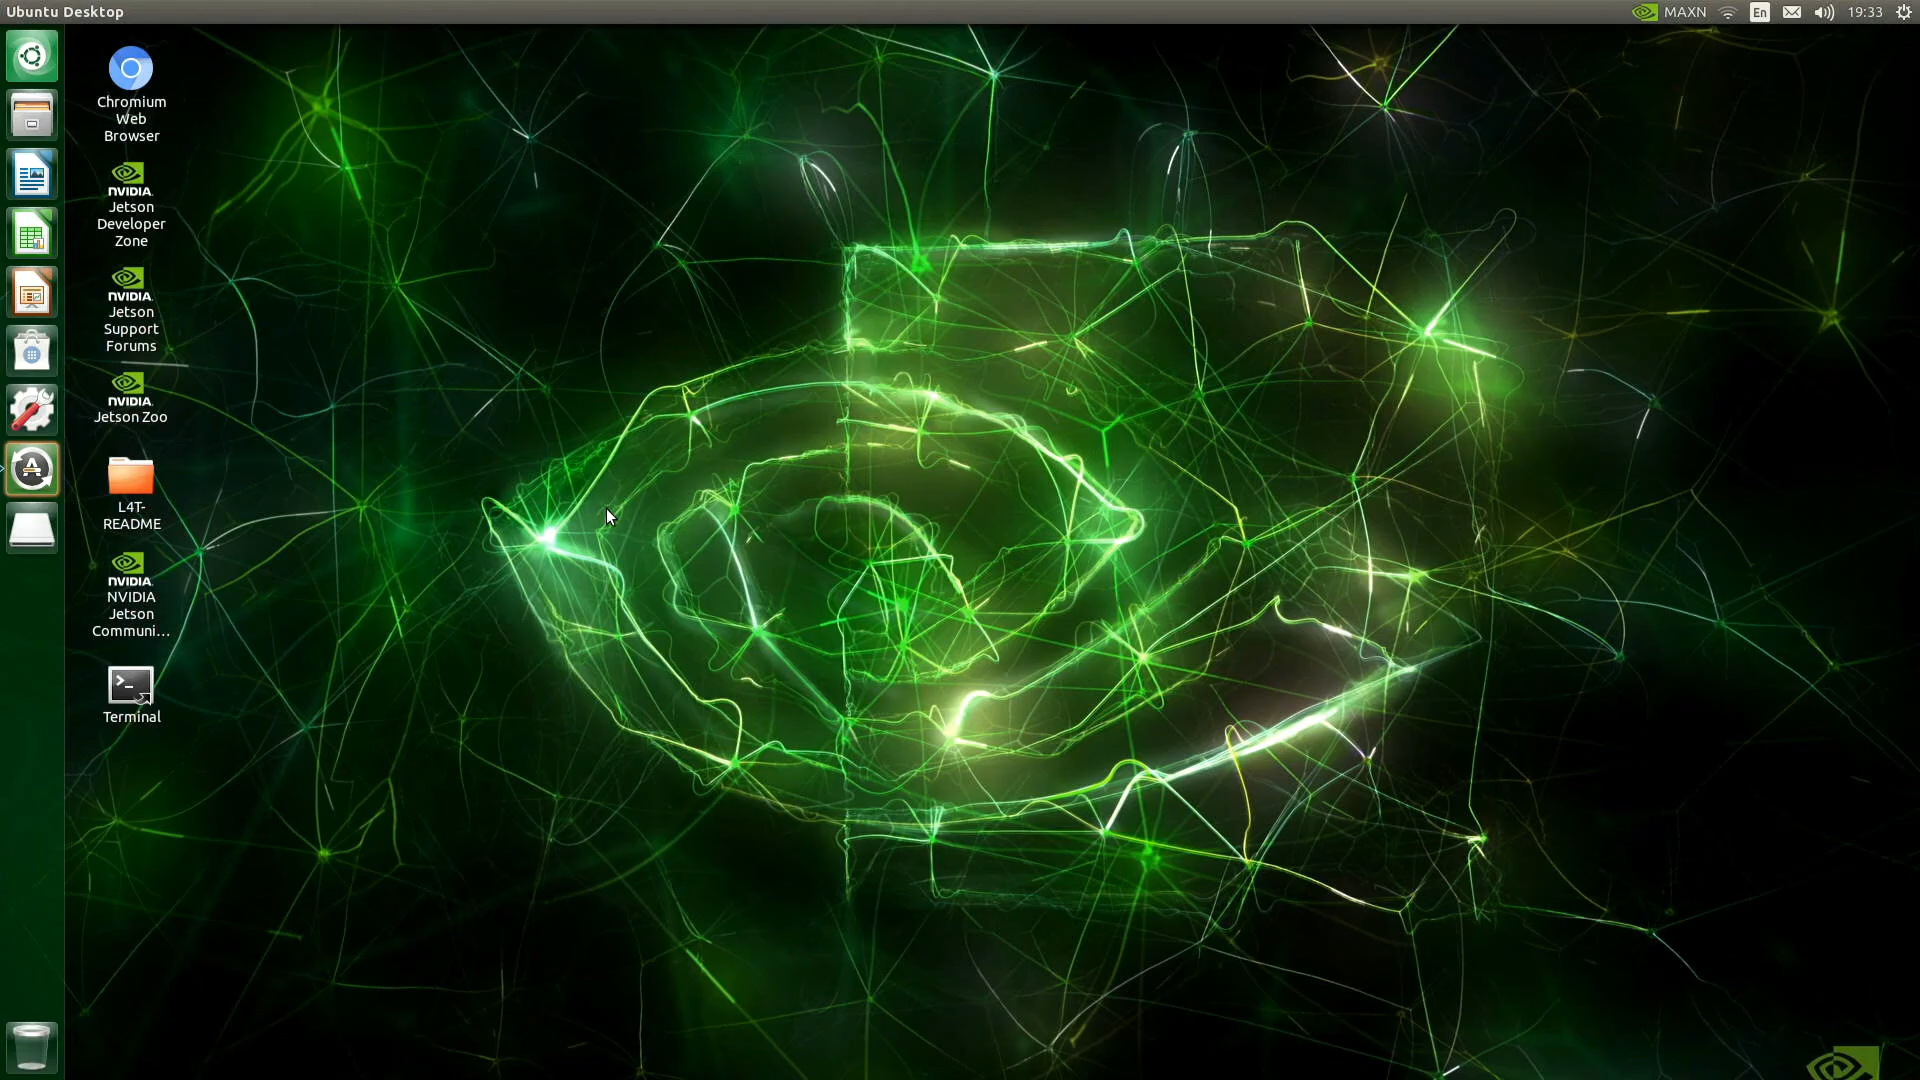 Ubuntu Desktop
MAXN
En
19:33
Chromium
Web
Browser
NVIDIA.
Jetson
Developer
Zone
NVIDIA.
Jetson
Support
Forums
NVIDIA.
Jetson Zoo
L4T-
README
NVIDIA.
NVIDIA
Jetson
Communi...
>_
Terminal